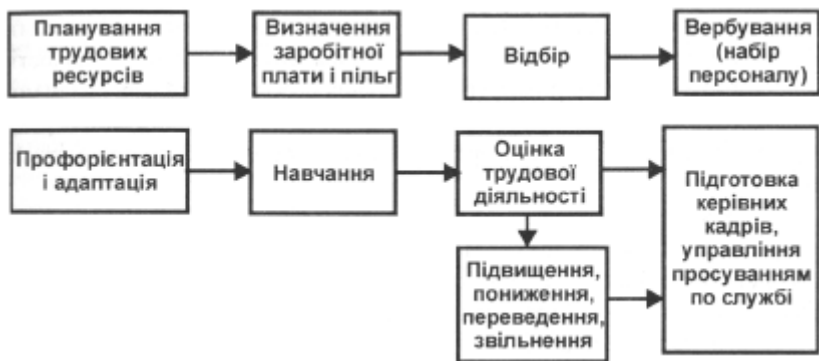 Планування
трудових
ресурсів
Визначення
заробітної
плати і пільг
Відбір
Вербування
(набір
персоналу)
Профорієнтація
і адаптація
Навчання
Оцінка
трудової
діяльності
Підготовка
керівних
кадрів,
управління
просуванням
по службі
Підвищення,
пониження,
переведення,
звільнення